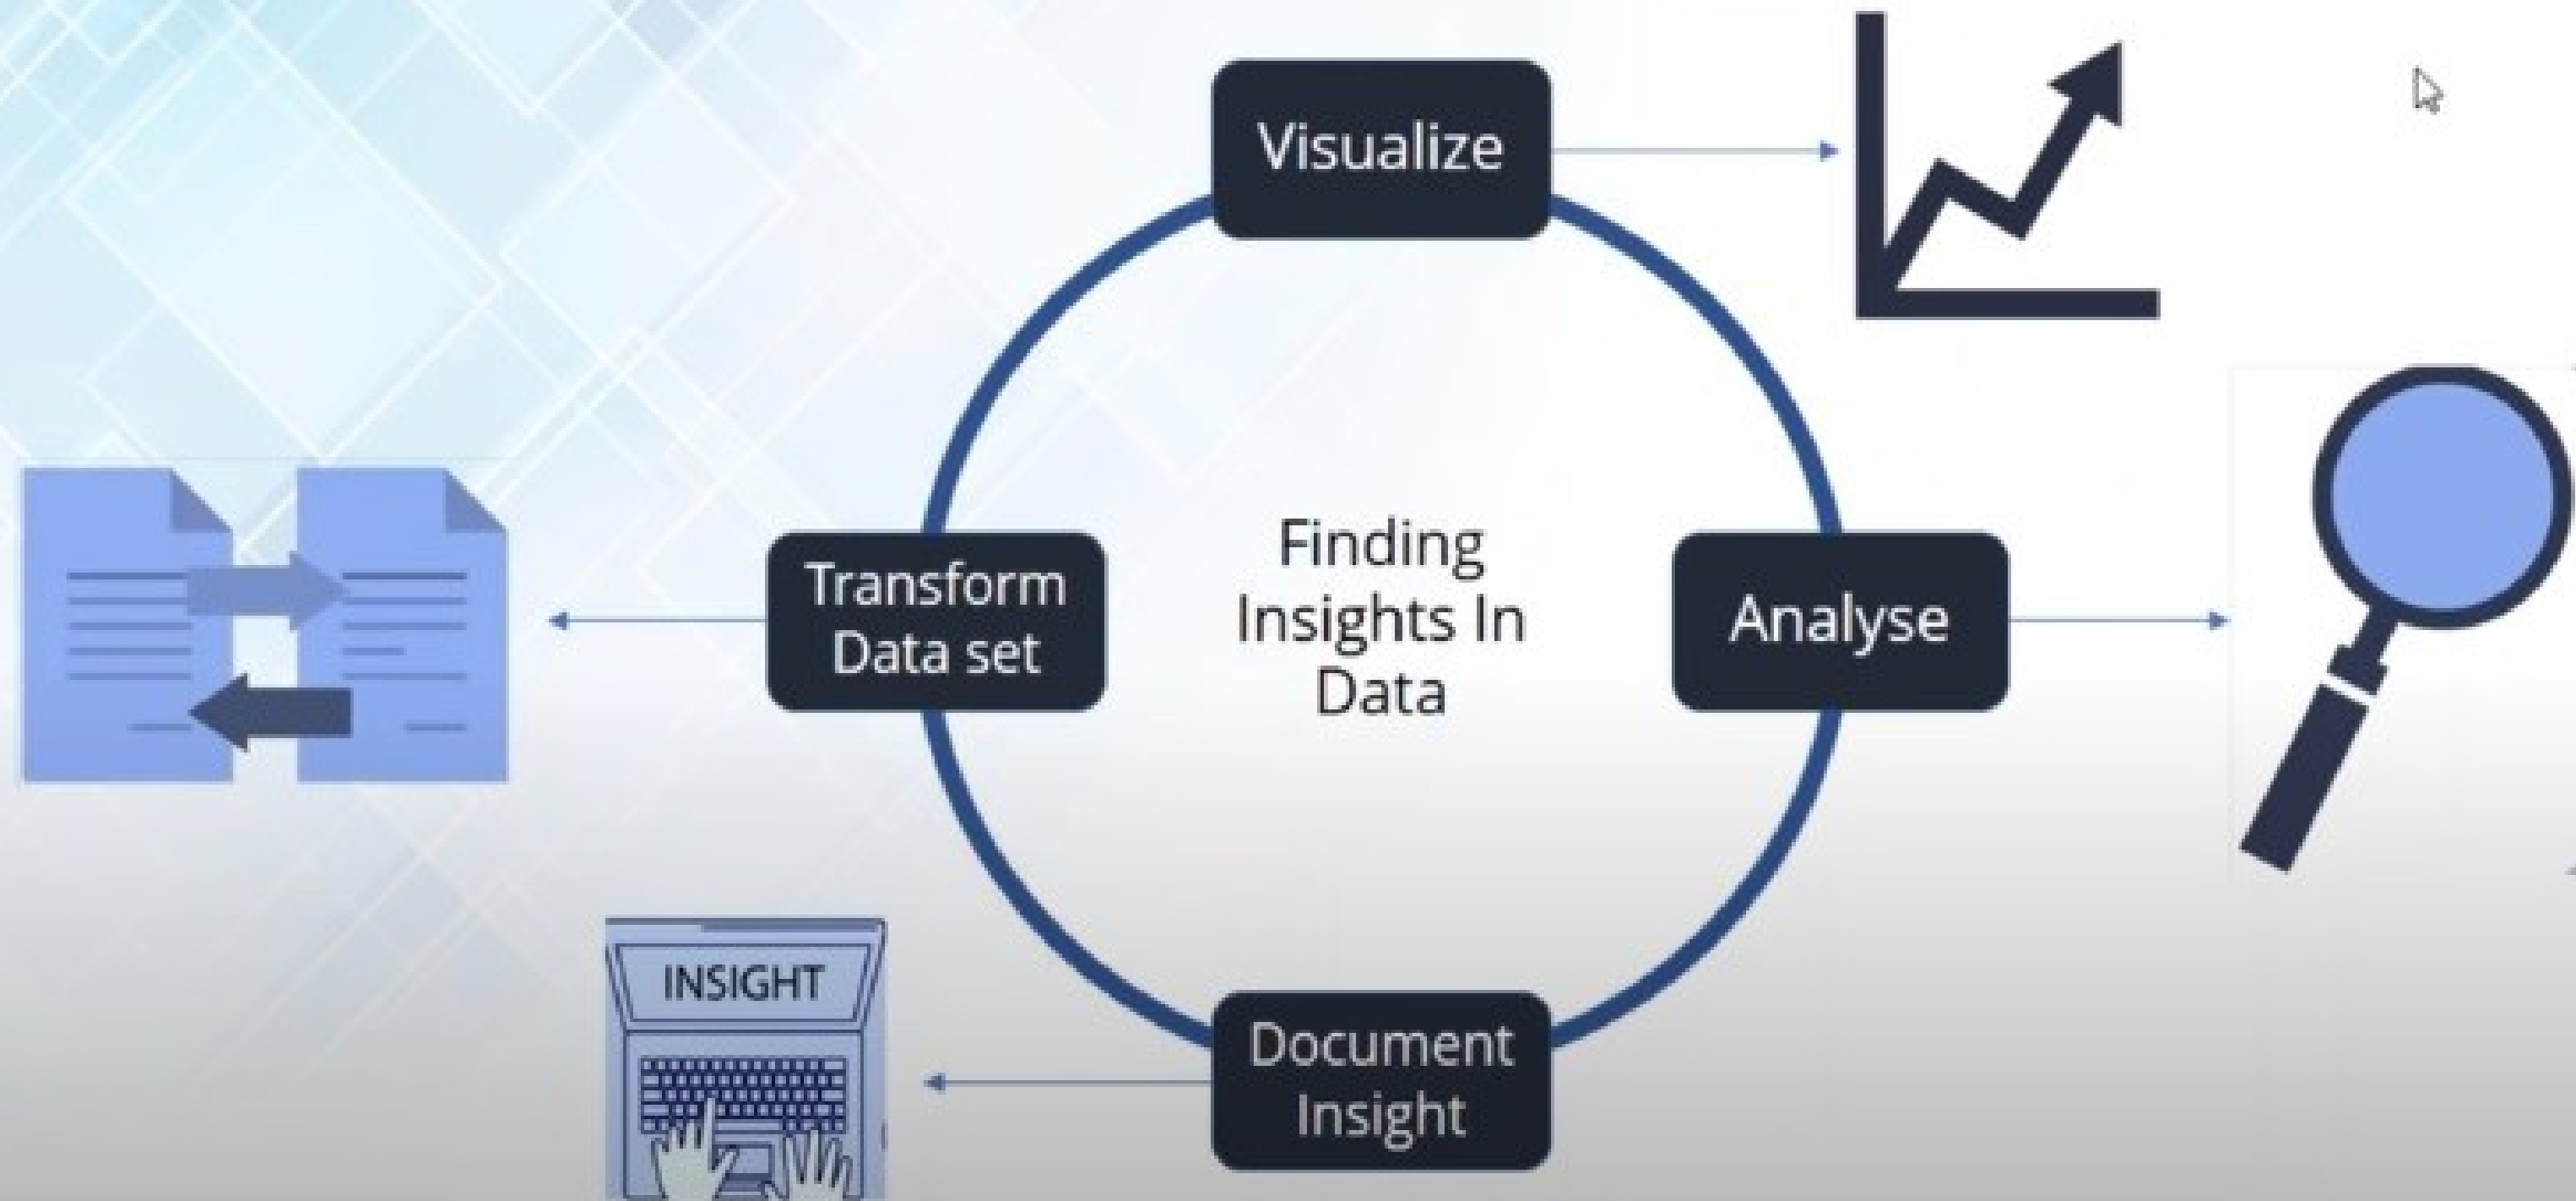 Visualize
Transform
Data set
Finding
Insights In
Data
Analyse
INSIGHT
Document
Insight